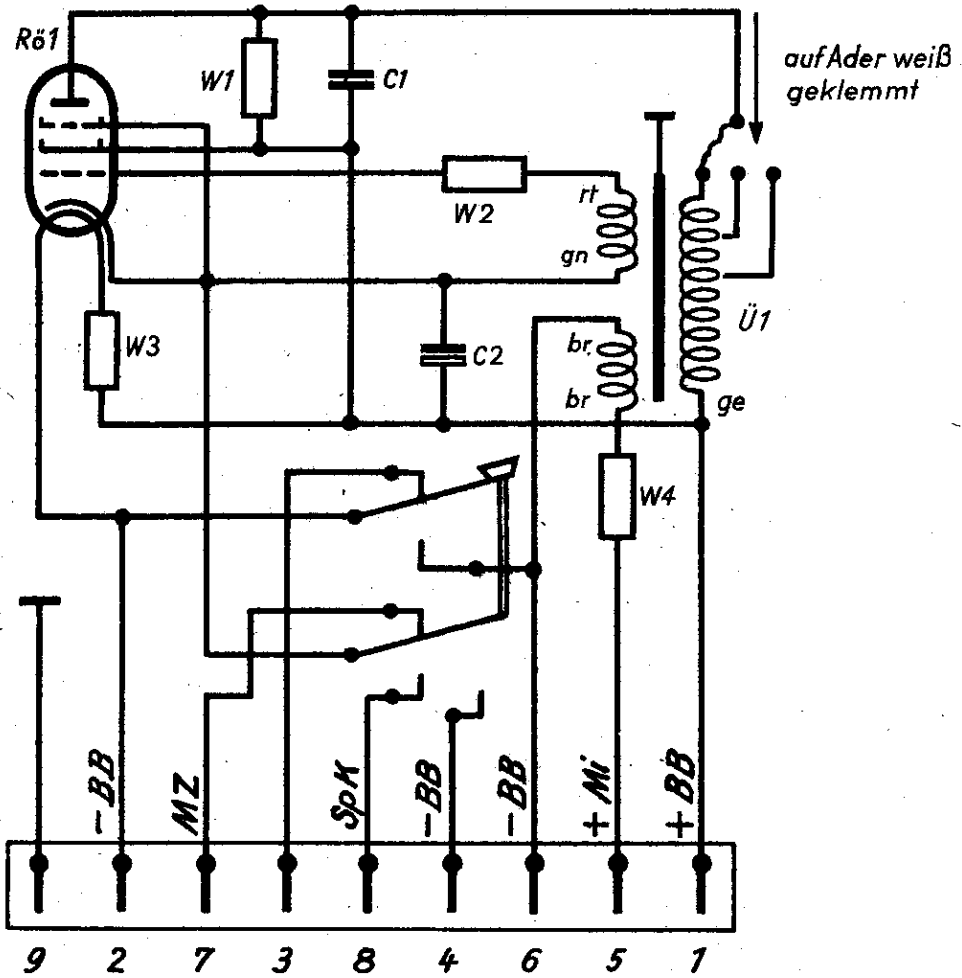 Rö1
W1
C1
auf Ader weiß
geklemmt
W2
rt
gn
Ü1
W3
C2
br
br
ge
W4
-BB
MZ
SpK
-BB
-BB
+Mi
+BB
9 2 7 3 8 4 6 5 1